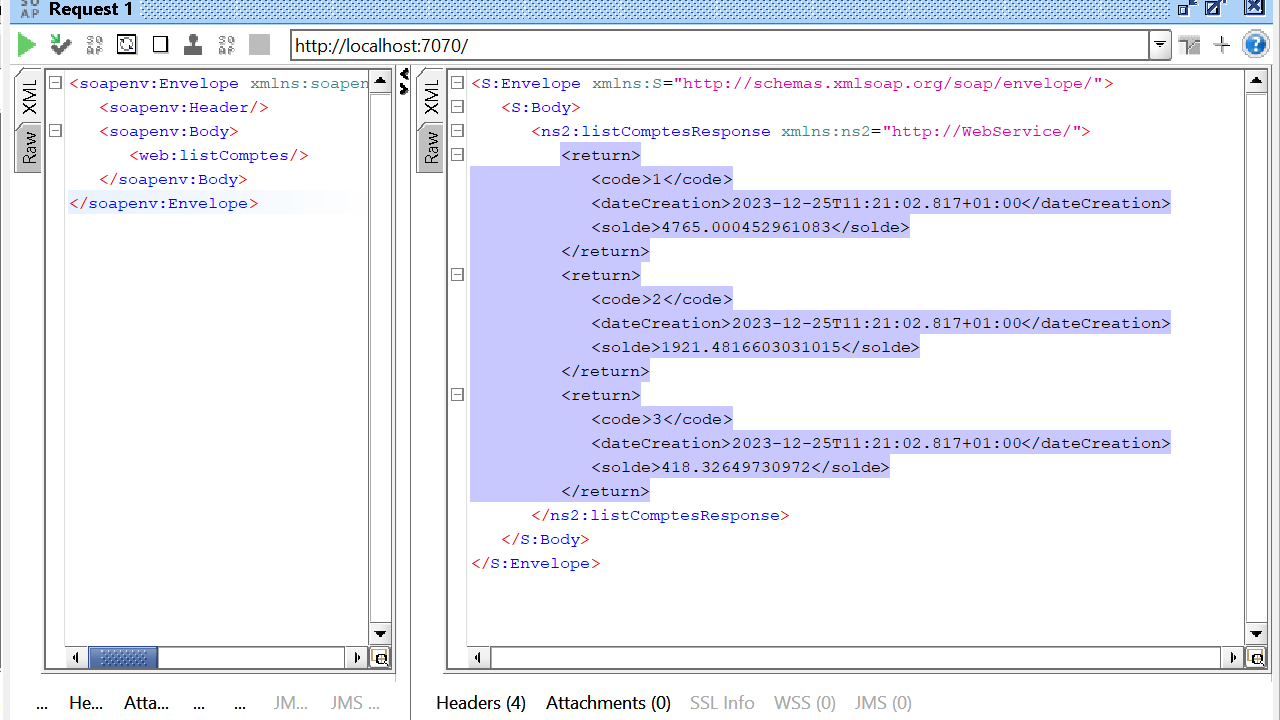 SO
AP
Request 1
SO
AP
SO
AP
http://localhost:7070/
?
XML
Raw
<soapenv:Envelope xmlns:soapen
<soapenv:Header/>
<soapenv:Body>
<web:listComptes/>
</soapenv:Body>
</soapenv:Envelope>
XML
Raw
<S:Envelope xmlns:S="http://schemas.xmlsoap.org/soap/envelope/">
<S:Body>
<ns2:listComptesResponse xmlns:ns2="http://WebService/">
<return>
<code>1</code>
<dateCreation>2023-12-25T11:21:02.817+01:00</dateCreation>
<solde>4765.000452961083</solde>
</return>
<return>
<code>2</code>
<dateCreation>2023-12-25T11:21:02.817+01:00</dateCreation>
<solde>1921.4816603031015</solde>
</return>
<return>
<code>3</code>
<dateCreation>2023-12-25T11:21:02.817+01:00</dateCreation>
<solde>418.32649730972</solde>
</return>
</ns2:listComptesResponse>
</S:Body>
</S:Envelope>
... He... Atta... ... ... JM... JMS ...
Headers (4) Attachments (0) SSL Info WSS (0) JMS (0)